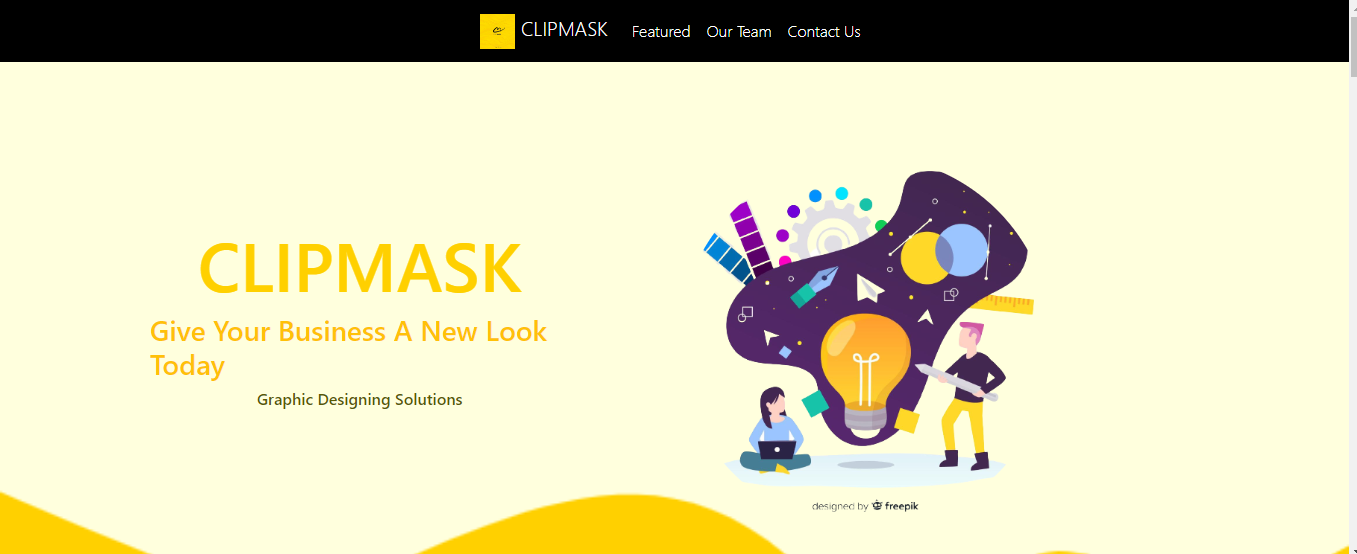 CLIPMASK Featured Our Team Contact Us
CLIPMASK
Give Your Business A New Look
Today
Graphic Designing Solutions
designed by freepik